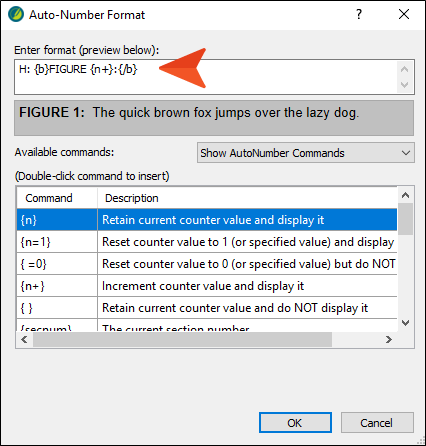 Auto-Number Format
Enter format (preview below):
H: {b}FIGURE {n+}:{/b}
FIGURE 1: The quick brown fox jumps over the lazy dog.
Available commands: Show AutoNumber Commands
(Double-click command to insert)
Command Description
{n} Retain current counter value and display it
{n=1} Reset counter value to 1 (or specified value) and display
{ =0} Reset counter value to 0 (or specified value) but do NOT
{n+} Increment counter value and display it
{ } Retain current counter value and do NOT display it
{secnum} The current section number
OK Cancel